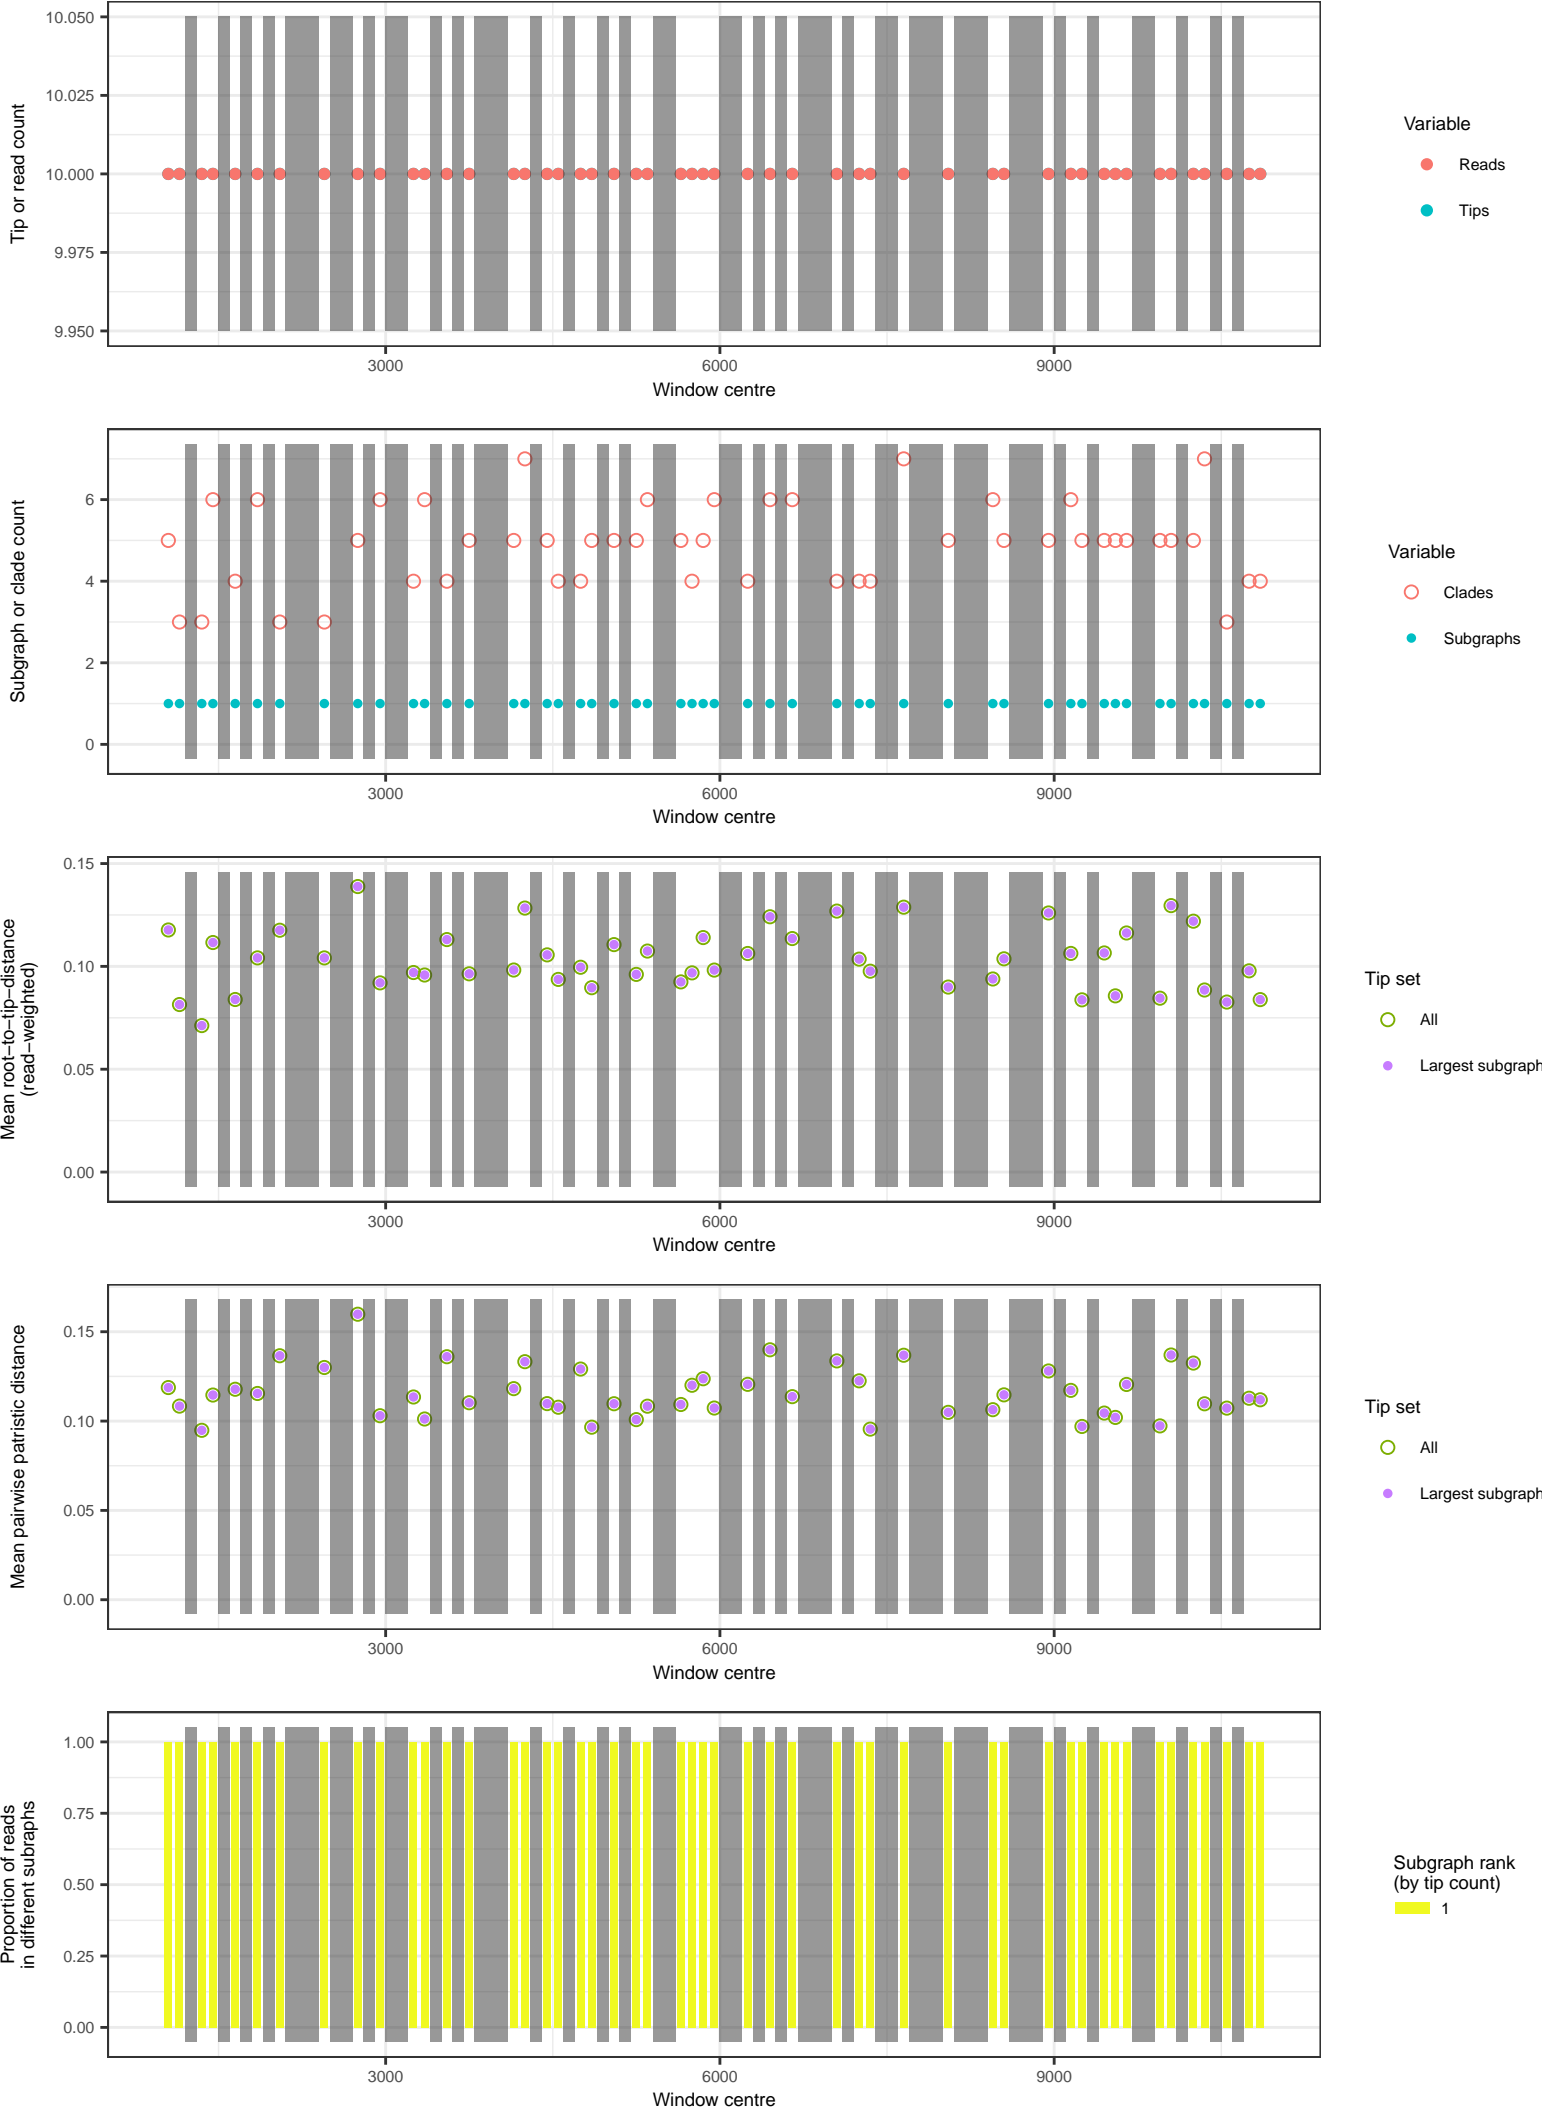 10.050
10.025
10.000
9.975
9.950
Tip or read count
3000
6000
9000
Window centre
Variable
Reads
Tips
6
4
2
0
Subgraph or clade count
3000
6000
9000
Window centre
Variable
Clades
Subgraphs
0.15
0.10
0.05
0.00
Mean root−to−tip−distance
(read−weighted)
3000
6000
9000
Window centre
Tip set
All
Largest subgraph
0.15
0.10
0.05
0.00
Mean pairwise patristic distance
3000
6000
9000
Window centre
Tip set
All
Largest subgraph
1.00
0.75
0.50
0.25
0.00
Proportion of reads
in different subraphs
3000
6000
9000
Window centre
Subgraph rank
(by tip count)
1